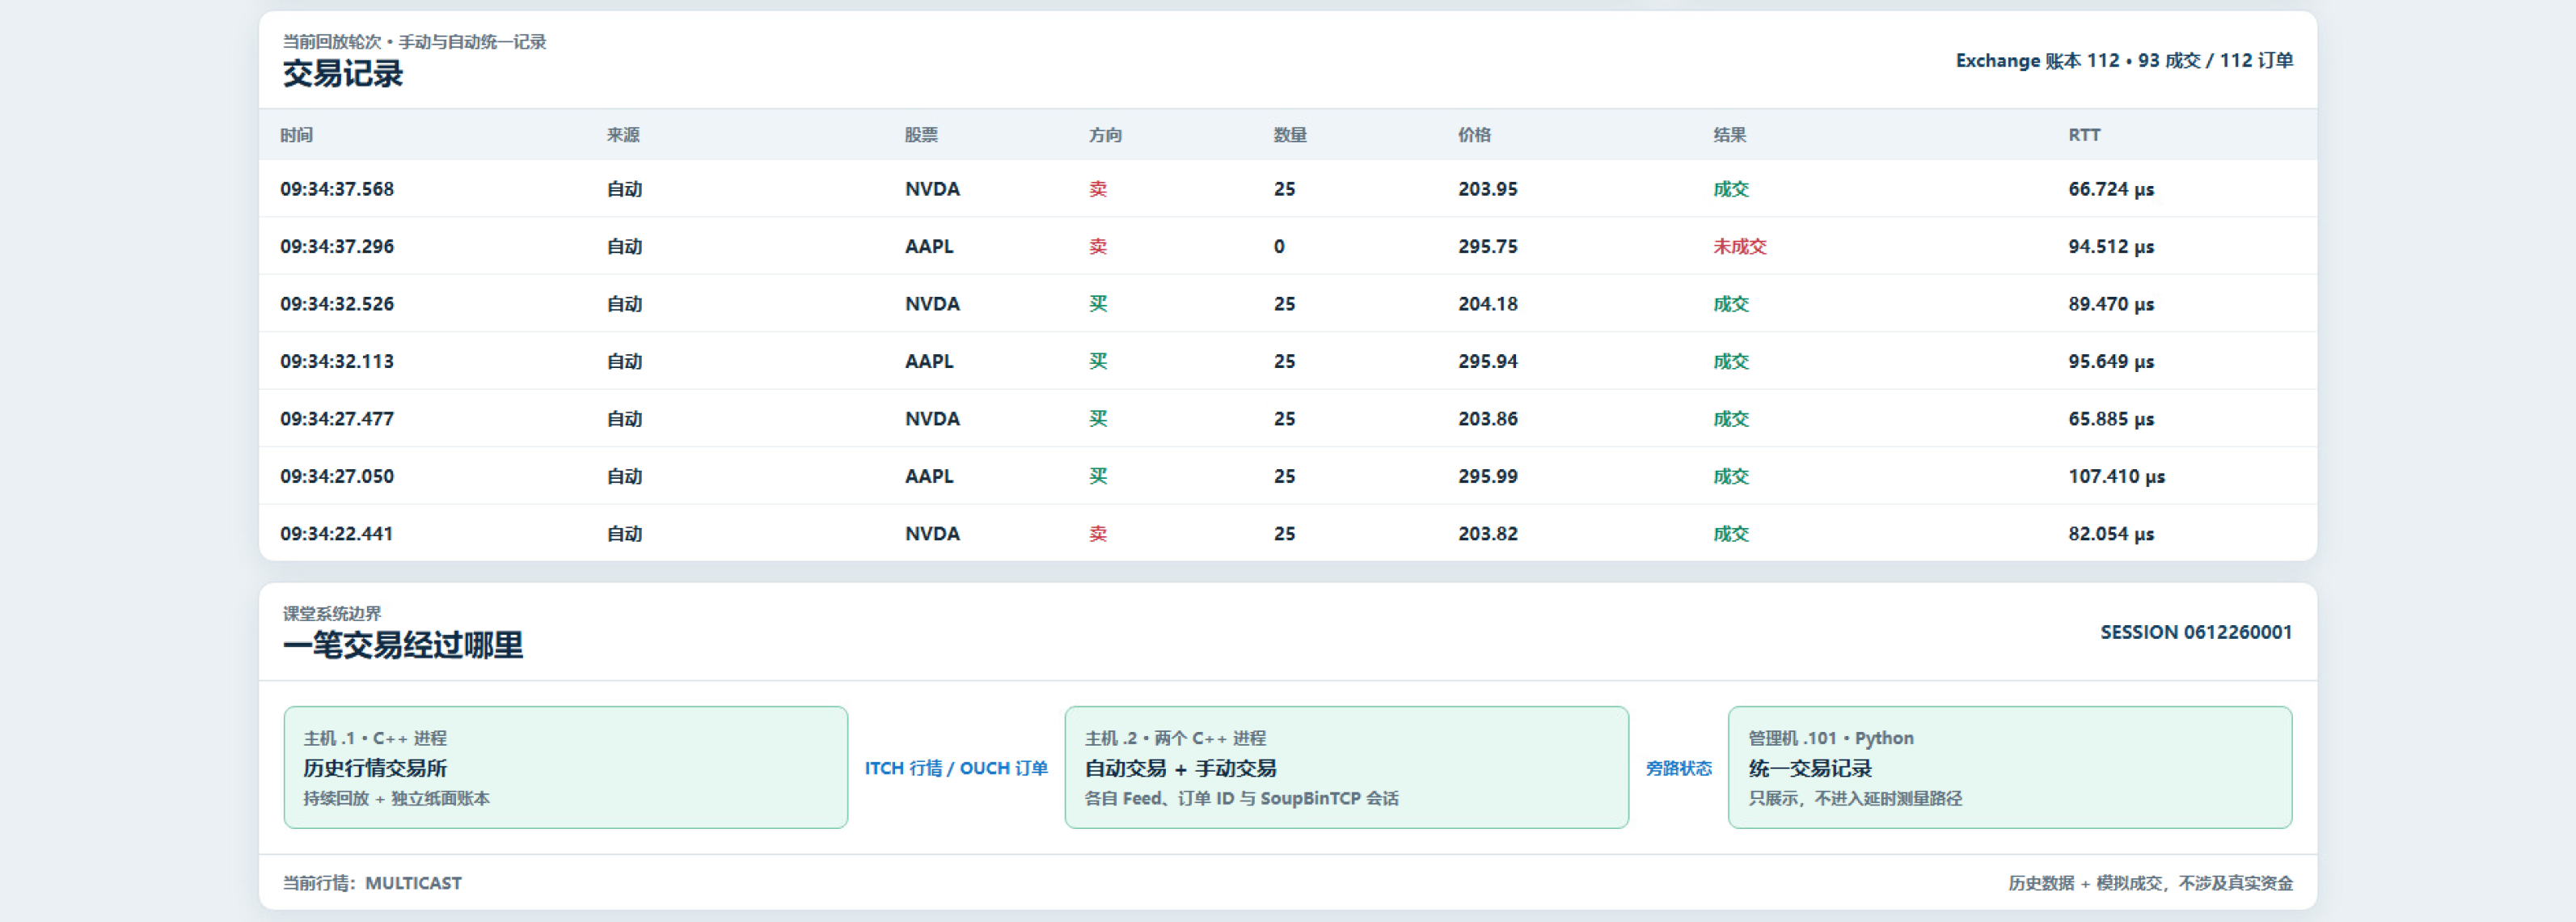 当前回放轮次 • 手动与自动统一记录
交易记录
Exchange 账本 112 • 93 成交 / 112 订单
时间 来源 股票 方向 数量 价格 结果 RTT
09:34:37.568 自动 NVDA 卖 25 203.95 成交 66.724 µs
09:34:37.296 自动 AAPL 卖 0 295.75 未成交 94.512 µs
09:34:32.526 自动 NVDA 买 25 204.18 成交 89.470 µs
09:34:32.113 自动 AAPL 买 25 295.94 成交 95.649 µs
09:34:27.477 自动 NVDA 买 25 203.86 成交 65.885 µs
09:34:27.050 自动 AAPL 买 25 295.99 成交 107.410 µs
09:34:22.441 自动 NVDA 卖 25 203.82 成交 82.054 µs
课堂系统边界
一笔交易经过哪里
SESSION 0612260001
主机 .1 • C++ 进程
历史行情交易所
持续回放 + 独立纸面账本
ITCH 行情 / OUCH 订单
主机 .2 • 两个 C++ 进程
自动交易 + 手动交易
各自 Feed、订单 ID 与 SoupBinTCP 会话
旁路状态
管理机 .101 • Python
统一交易记录
只展示，不进入延时测量路径
当前行情：MULTICAST
历史数据 + 模拟成交，不涉及真实资金